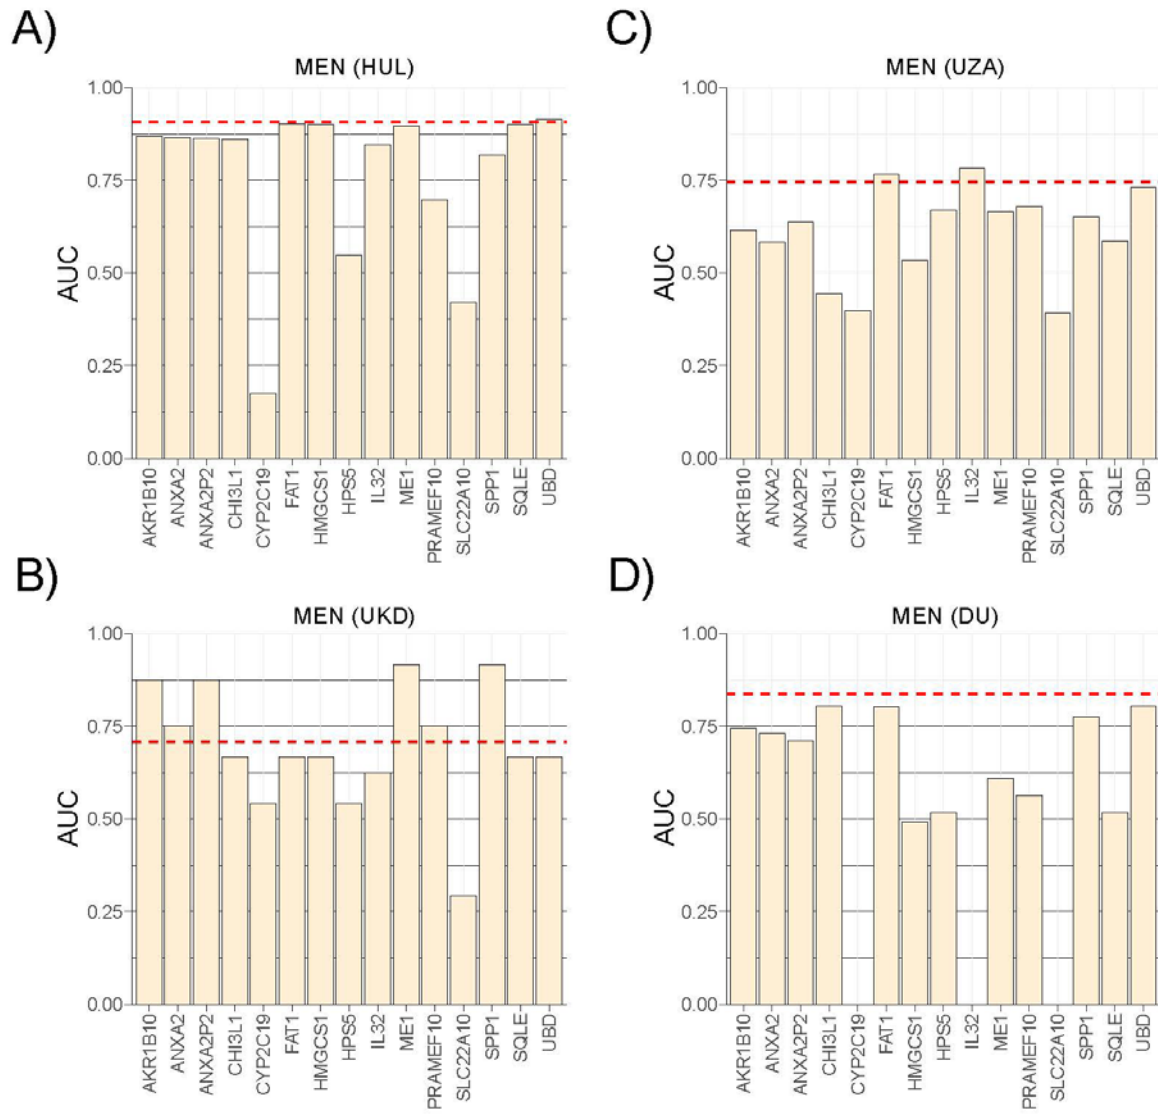 A)
MEN (HUL)
1.00
0.75
0.50
0.25
0.00
AUC
AKR1B10
ANXA2
ANXA2P2
CHI3L1
CYP2C19
FAT1
HMGCS1
HPS5
IL32
ME1
PRAMEF10
SLC22A10
SPP1
SQLE
UBD
B)
MEN (UKD)
1.00
0.75
0.50
0.25
0.00
AUC
AKR1B10
ANXA2
ANXA2P2
CHI3L1
CYP2C19
FAT1
HMGCS1
HPS5
IL32
ME1
PRAMEF10
SLC22A10
SPP1
SQLE
UBD
C)
MEN (UZA)
1.00
0.75
0.50
0.25
0.00
AUC
AKR1B10
ANXA2
ANXA2P2
CHI3L1
CYP2C19
FAT1
HMGCS1
HPS5
IL32
ME1
PRAMEF10
SLC22A10
SPP1
SQLE
UBD
D)
MEN (DU)
1.00
0.75
0.50
0.25
0.00
AUC
AKR1B10
ANXA2
ANXA2P2
CHI3L1
CYP2C19
FAT1
HMGCS1
HPS5
IL32
ME1
PRAMEF10
SLC22A10
SPP1
SQLE
UBD